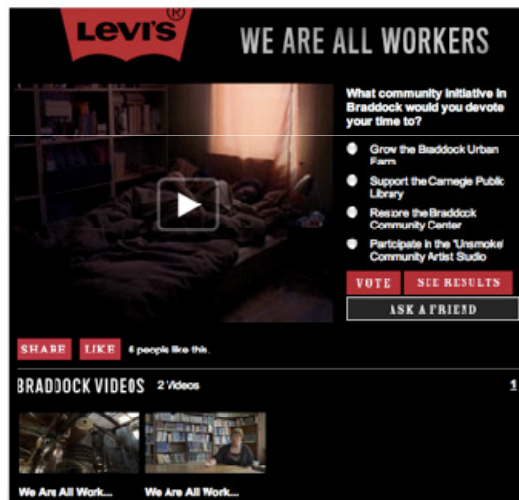 LEVI'S®
WE ARE ALL WORKERS
What community initiative in
Braddock would you devote
your time to?
Grow the Braddock Urban
Farm
Support the Carnegie Public
Library
Restore the Braddock
Community Center
Participate in the 'Unsmoke'
Community Artist Studio
VOTE SEE RESULTS
ASK A FRIEND
SHARE LIKE 6 people like this.
BRADDOCK VIDEOS 2 Videos 1
We Are All Work... We Are All Work...